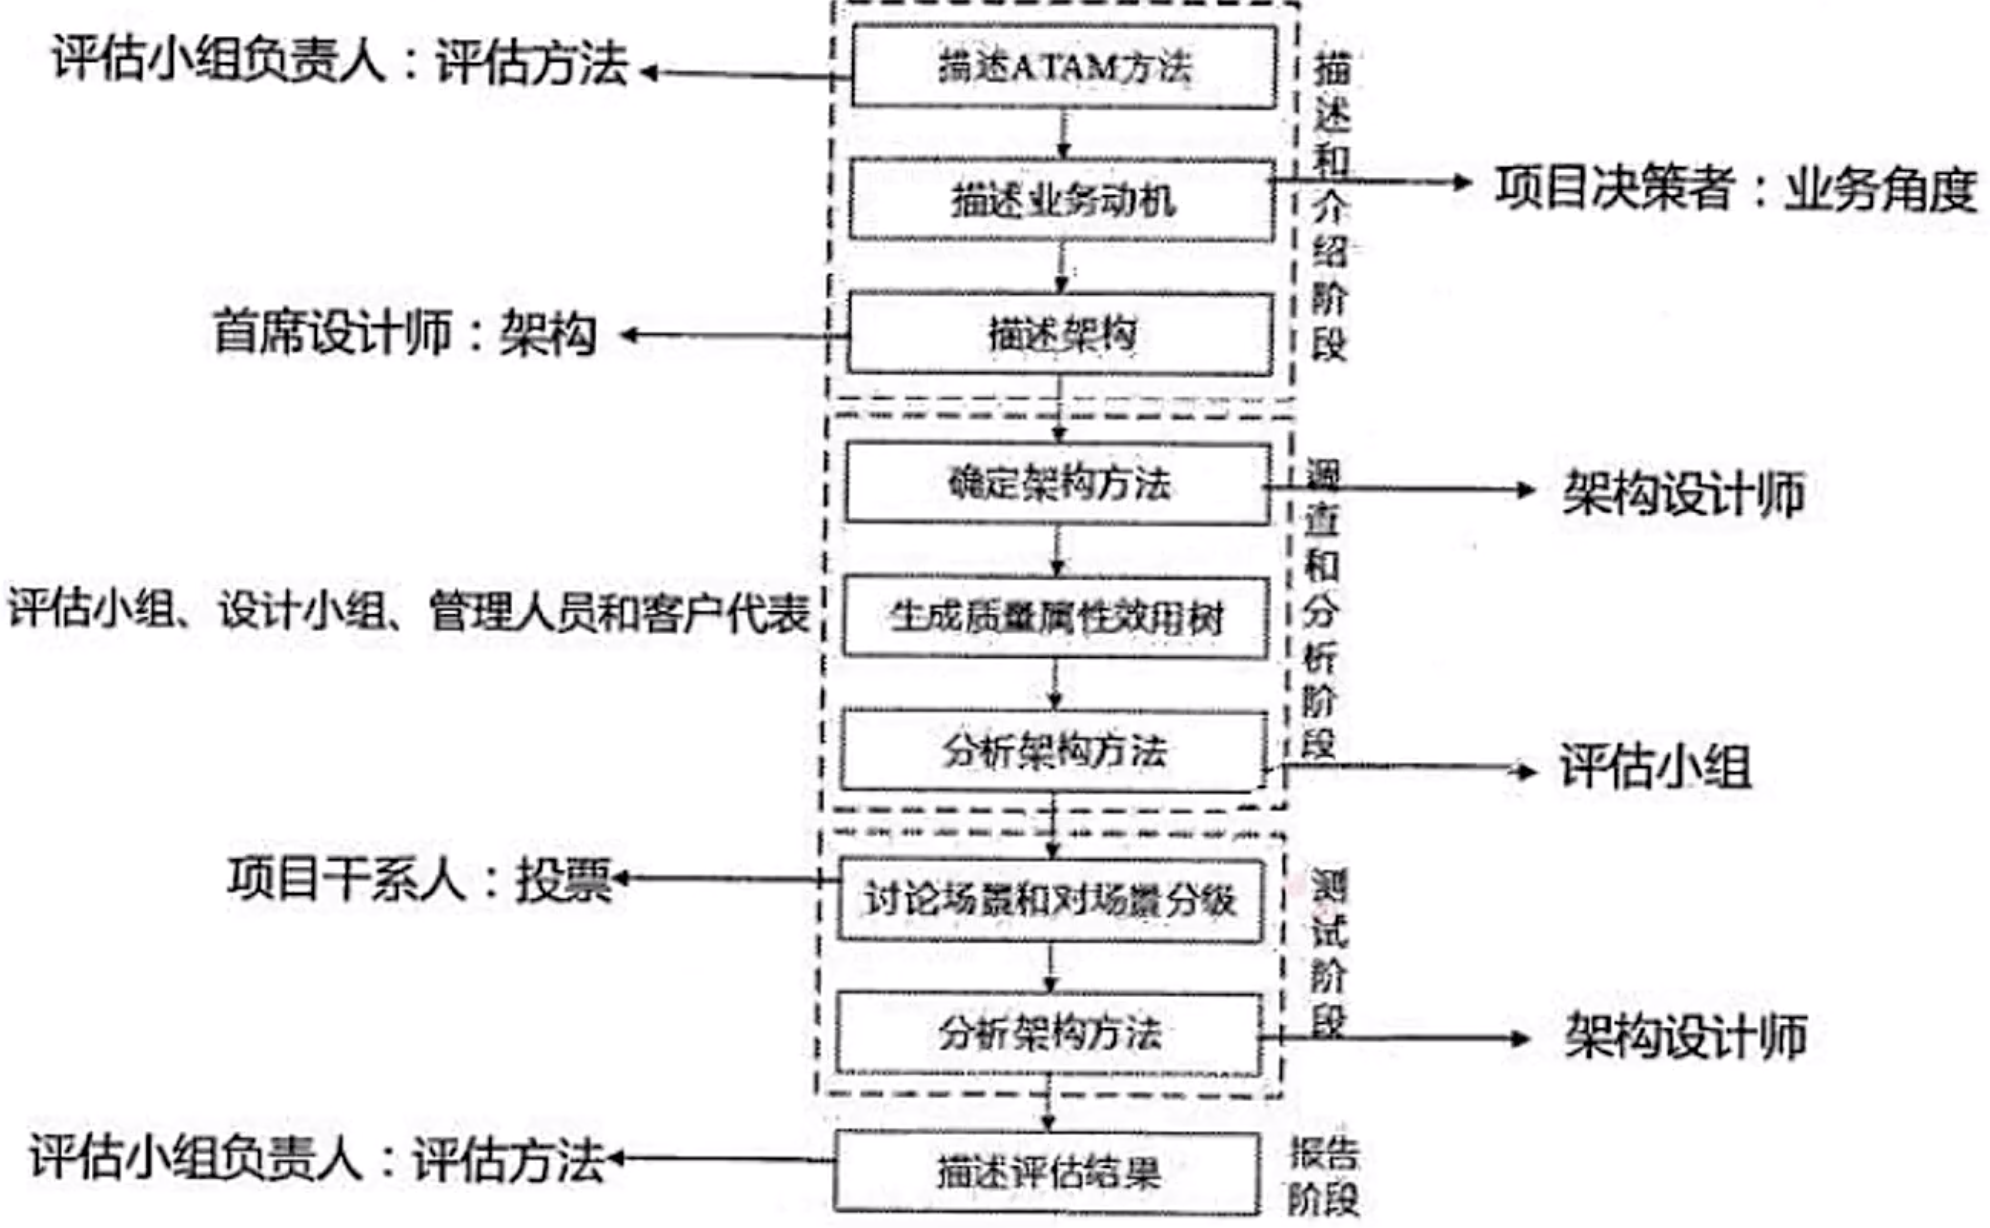 评估小组负责人：评估方法
描述ATAM方法
描述业务动机
项目决策者：业务角度
首席设计师：架构
描述架构
描述和介绍阶段
确定架构方法
架构设计师
评估小组、设计小组、管理人员和客户代表
生成质量属性效用树
分析架构方法
评估小组
调查和分析阶段
项目干系人：投票
讨论场景和对场景分级
分析架构方法
架构设计师
测试阶段
评估小组负责人：评估方法
描述评估结果
报告
阶段